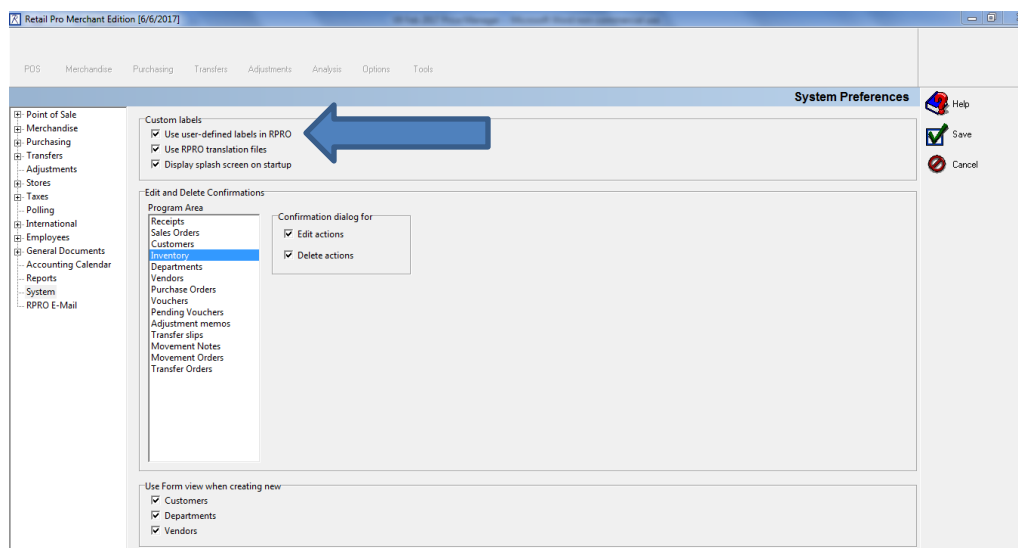 Retail Pro Merchant Edition [6/6/2017]
POS Merchandise Purchasing Transfers Adjustments Analysis Options Tools
System Preferences
Help
Save
Cancel
Point of Sale
Merchandise
Purchasing
Transfers
Adjustments
Stores
Taxes
Polling
International
Employees
General Documents
Accounting Calendar
Reports
System
RPRO E-Mail
Custom labels
Use user-defined labels in RPRO
Use RPRO translation files
Display splash screen on startup
Edit and Delete Confirmations
Program Area
Receipts
Sales Orders
Customers
Inventory
Departments
Vendors
Purchase Orders
Vouchers
Pending Vouchers
Adjustment memos
Transfer slips
Movement Notes
Movement Orders
Transfer Orders
Confirmation dialog for
Edit actions
Delete actions
Use Form view when creating new
Customers
Departments
Vendors